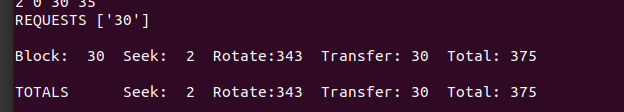 2 0 30 35
REQUESTS ['30']
Block:  30  Seek:  2  Rotate:343  Transfer: 30  Total: 375
TOTALS      Seek:  2  Rotate:343  Transfer: 30  Total: 375